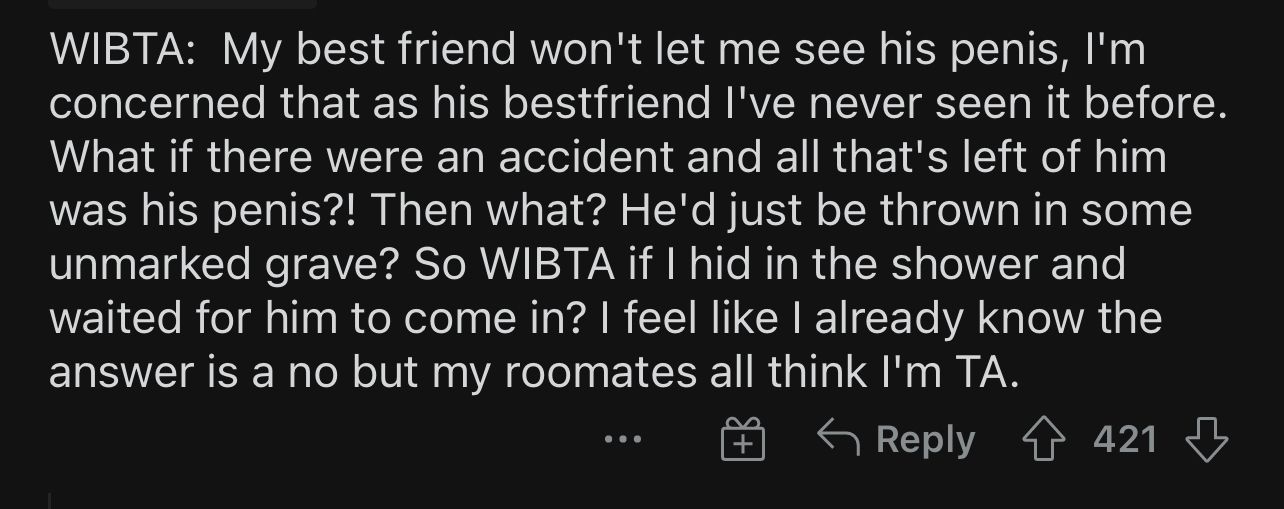 WIBTA: My best friend won't let me see his penis, I'm
concerned that as his bestfriend I've never seen it before.
What if there were an accident and all that's left of him
was his penis?! Then what? He'd just be thrown in some
unmarked grave? So WIBTA if I hid in the shower and
waited for him to come in? I feel like I already know the
answer is a no but my roomates all think I'm TA.
... Reply 421